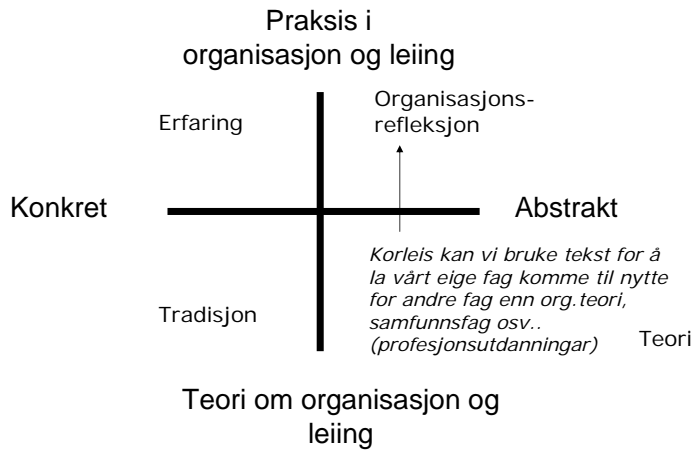 Praksis i
organisasjon og leiing
Erfaring
Organisasjons-
refleksjon
Konkret
Abstrakt
Korleis kan vi bruke tekst for å
la vårt eige fag komme til nytte
for andre fag enn org.teori,
samfunnsfag osv..
(profesjonsutdanningar)
Tradisjon
Teori
Teori om organisasjon og
leiing